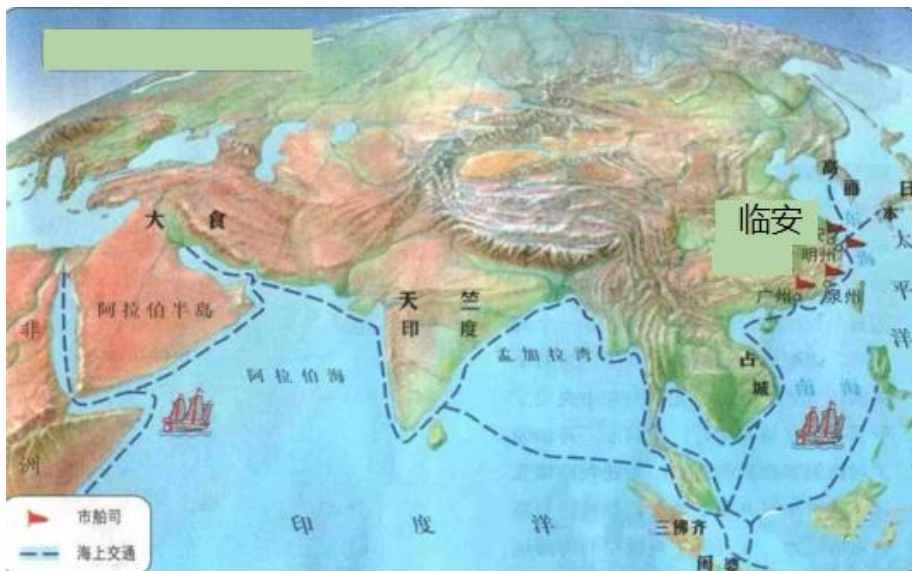 临安
高丽
日本
太平洋
明州
广州
泉州
大食
阿拉伯半岛
非洲
天竺
印度
孟加拉湾
阿拉伯海
占城
三佛齐
阇婆
印度洋
市舶司
海上交通